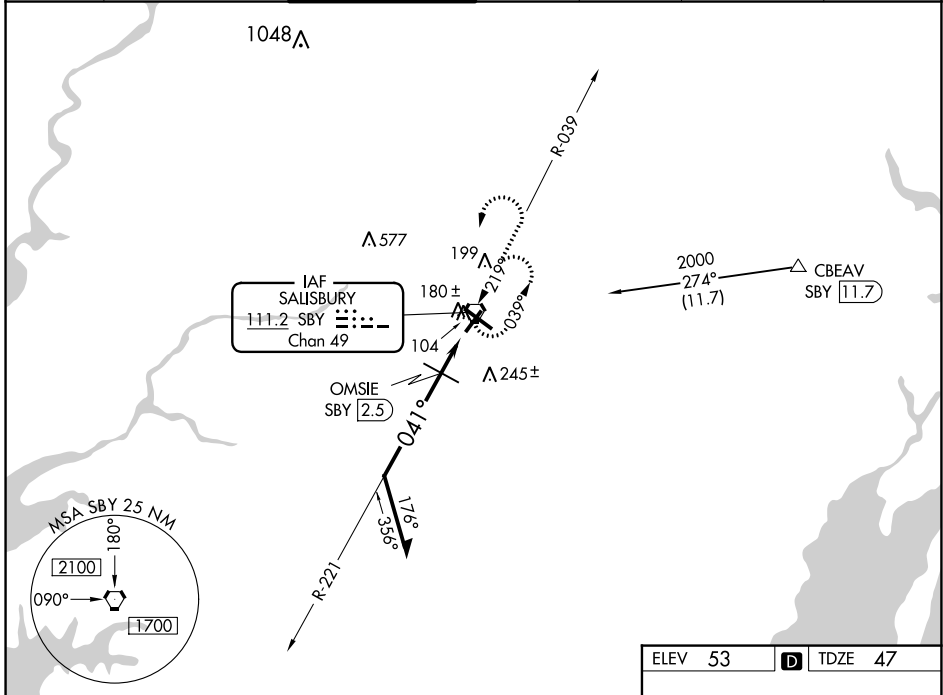 1048
R-039
577
199
219°
039°
2000
274°
(11.7)
CBEAV
SBY 11.7
IAF
SALISBURY
111.2 SBY
Chan 49
180 ±
104
245 ±
OMSIE
SBY 2.5
041°
176°
356°
R-221
MSA SBY 25 NM
180°
2100
090°
1700
ELEV 53 D TDZE 47